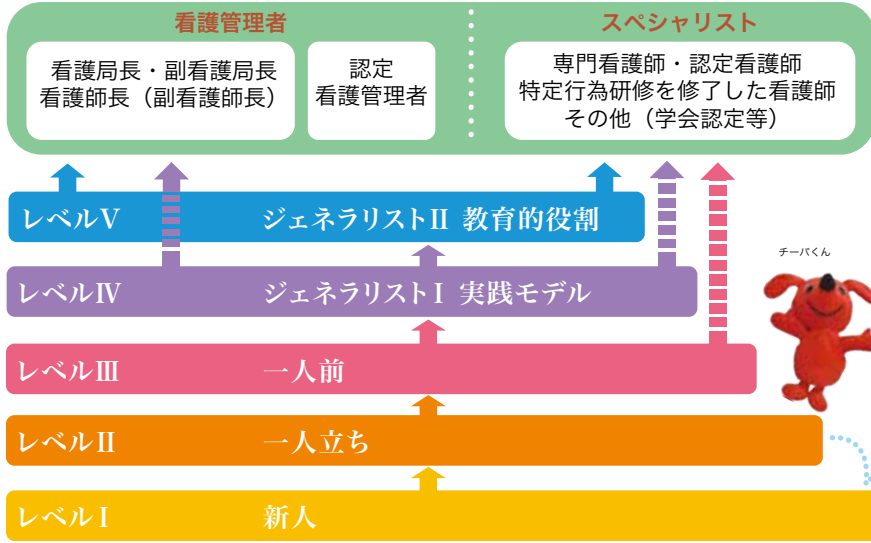 看護管理者
スペシャリスト
看護局長・副看護局長
看護師長（副看護師長）
認定
看護管理者
専門看護師・認定看護師
特定行為研修を修了した看護師
その他（学会認定等）
レベルⅤ ジェネラリストⅡ 教育的役割
チーバくん
レベルⅣ ジェネラリストⅠ 実践モデル
レベルⅢ 一人前
レベルⅡ 一人立ち
レベルⅠ 新人